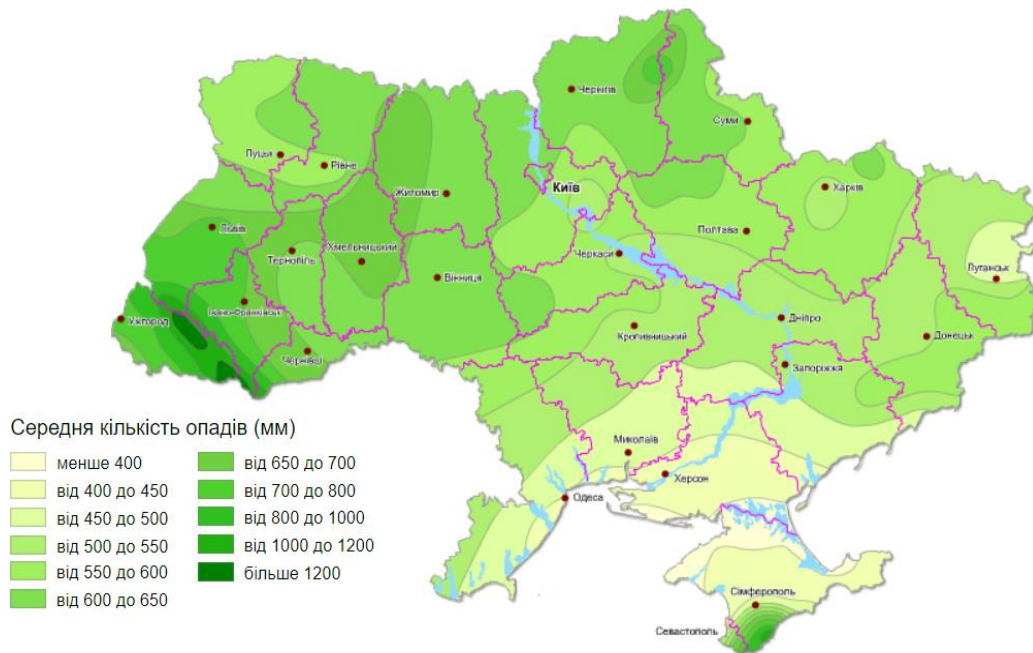 Чернігів
Суми
Луцьк
Рівне
Київ
Харків
Житомир
Львів
Хмельницький
Полтава
Тернопіль
Черкаси
Вінниця
Луганськ
Івано-Франківськ
Ужгород
Дніпро
Кропивницький
Донецьк
Чернівці
Запоріжжя
Миколаїв
Херсон
Одеса
Сімферополь
Севастополь
Середня кількість опадів (мм)
менше 400
від 400 до 450
від 450 до 500
від 500 до 550
від 550 до 600
від 600 до 650
від 650 до 700
від 700 до 800
від 800 до 1000
від 1000 до 1200
більше 1200